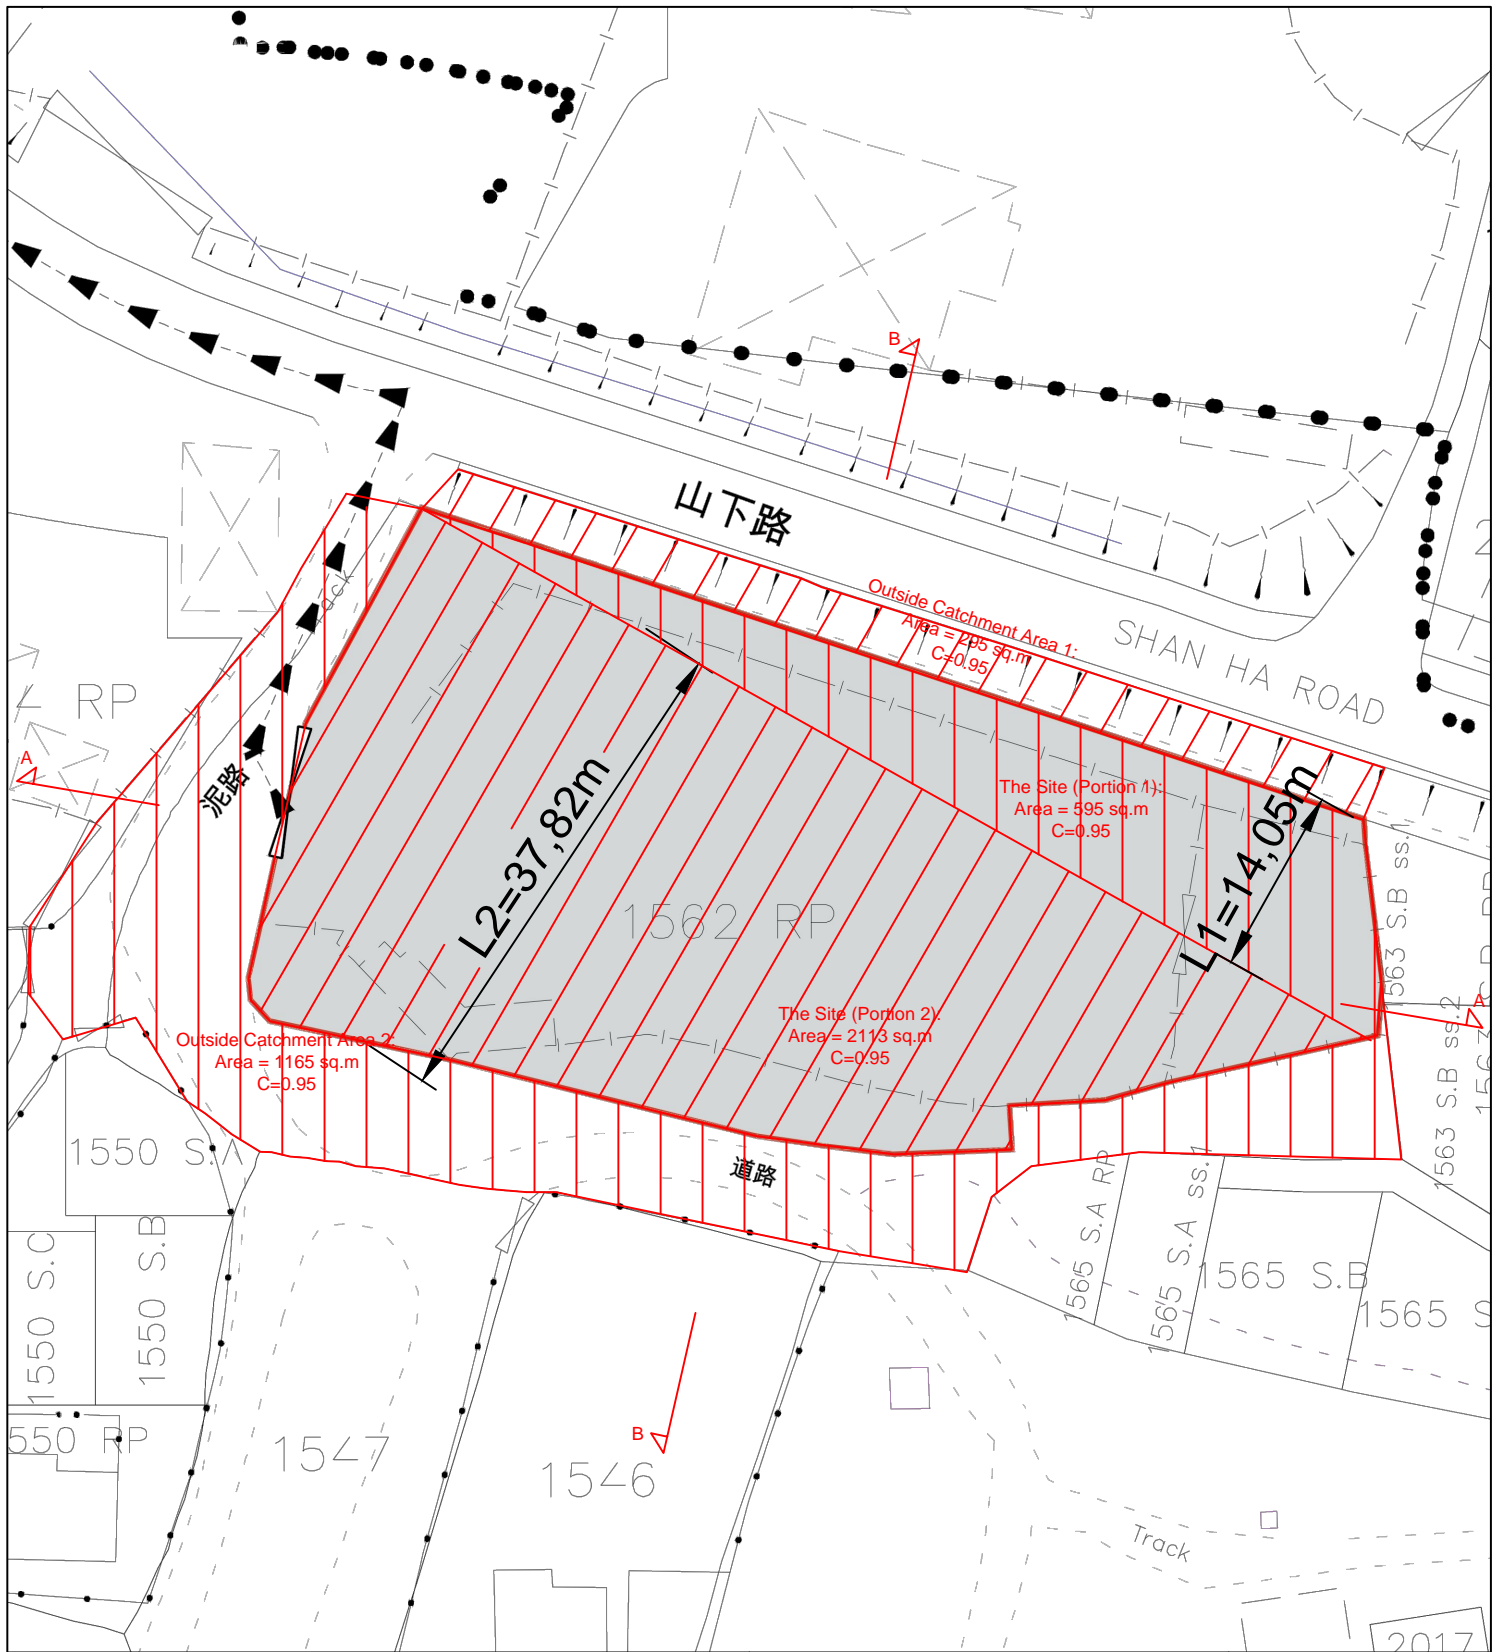 B
山下路
Outside Catchment Area 1:
Area = 295 sq.m
C=0.95
SHAN HA ROAD
RP
A
泥路
The Site (Portion 1):
Area = 595 sq.m
C=0.95
L2=37,82m
L1=14,05m
1562 RP
The Site (Portion 2):
Area = 2113 sq.m
C=0.95
A
Outside Catchment Area 2:
Area = 1165 sq.m
C=0.95
1563 S.B ss.1
1563 S.B ss.2
道路
1550 S.A
1550 S.C
1550 S.B
1565 S.A RP
1565 S.A ss.1
1565 S.B
1565 S
550 RP
1547
1546
B
Track
2017